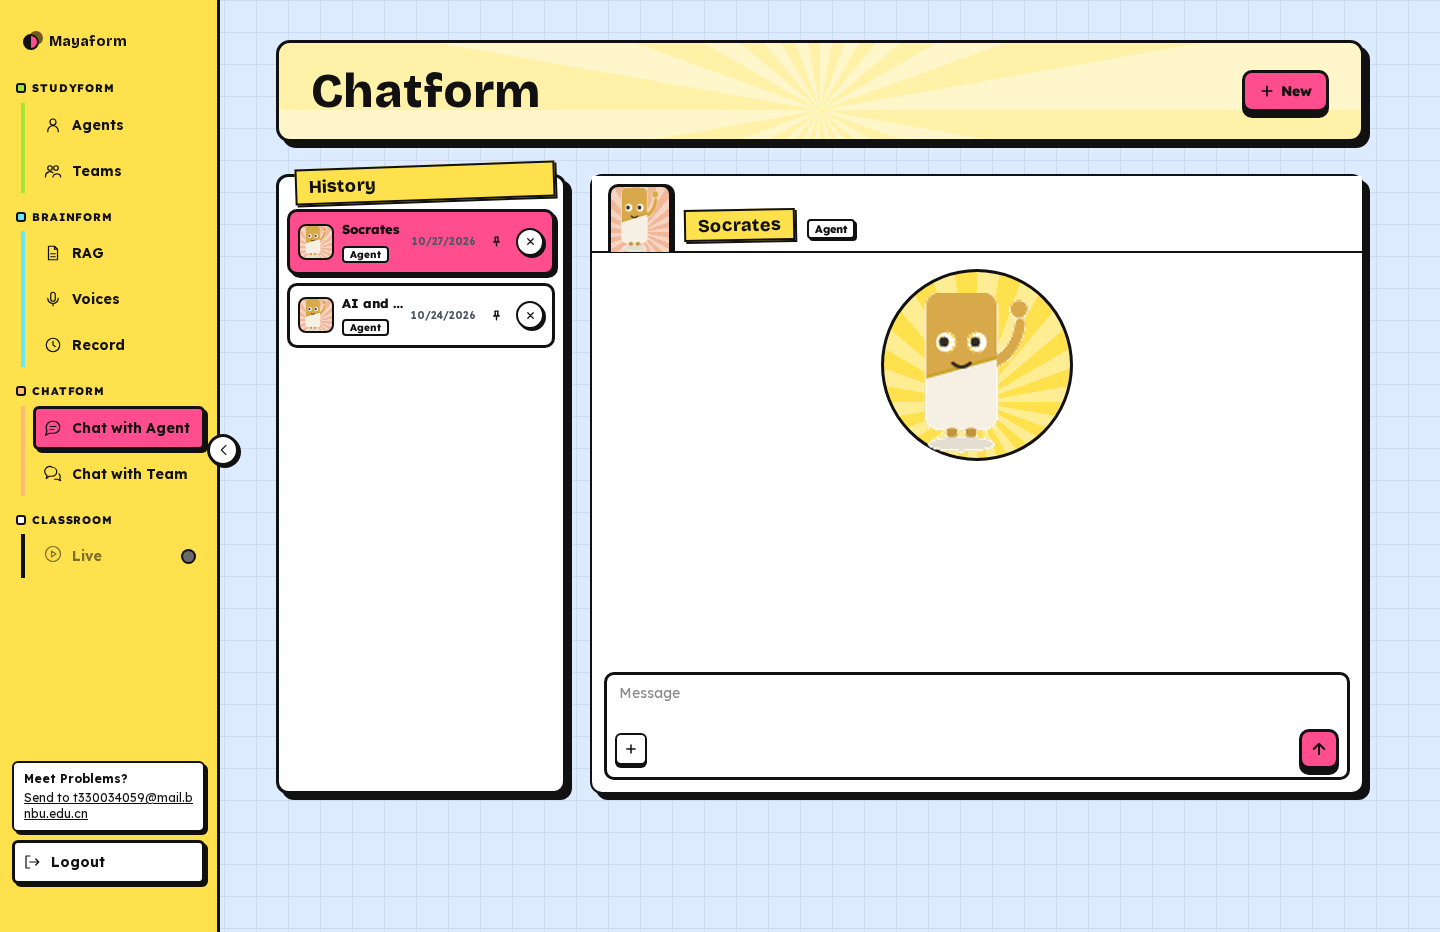 Mayaform
STUDYFORM
Agents
Teams
BRAINFORM
RAG
Voices
Record
CHATFORM
Chat with Agent
Chat with Team
CLASSROOM
Live
Meet Problems?
Send to t330034059@mail.b
nbu.edu.cn
Logout
Chatform
New
History
Socrates
Agent
10/27/2026
AI and ...
Agent
10/24/2026
Socrates
Agent
Message